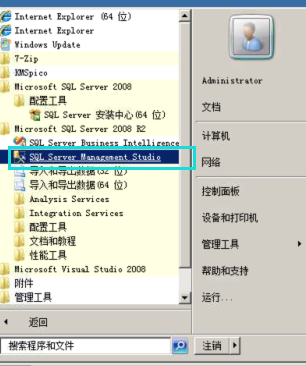 Internet Explorer (64 位)
Internet Explorer
Windows Update
7-Zip
KMSpico
Microsoft SQL Server 2008
配置工具
SQL Server 安装中心(64 位)
Microsoft SQL Server 2008 R2
SQL Server Business Intelligence
SQL Server Management Studio
导入和导出数据(32 位)
导入和导出数据(64 位)
Analysis Services
Integration Services
配置工具
文档和教程
性能工具
Microsoft Visual Studio 2008
附件
管理工具
返回
搜索程序和文件
Administrator
文档
计算机
网络
控制面板
设备和打印机
管理工具
帮助和支持
运行...
注销